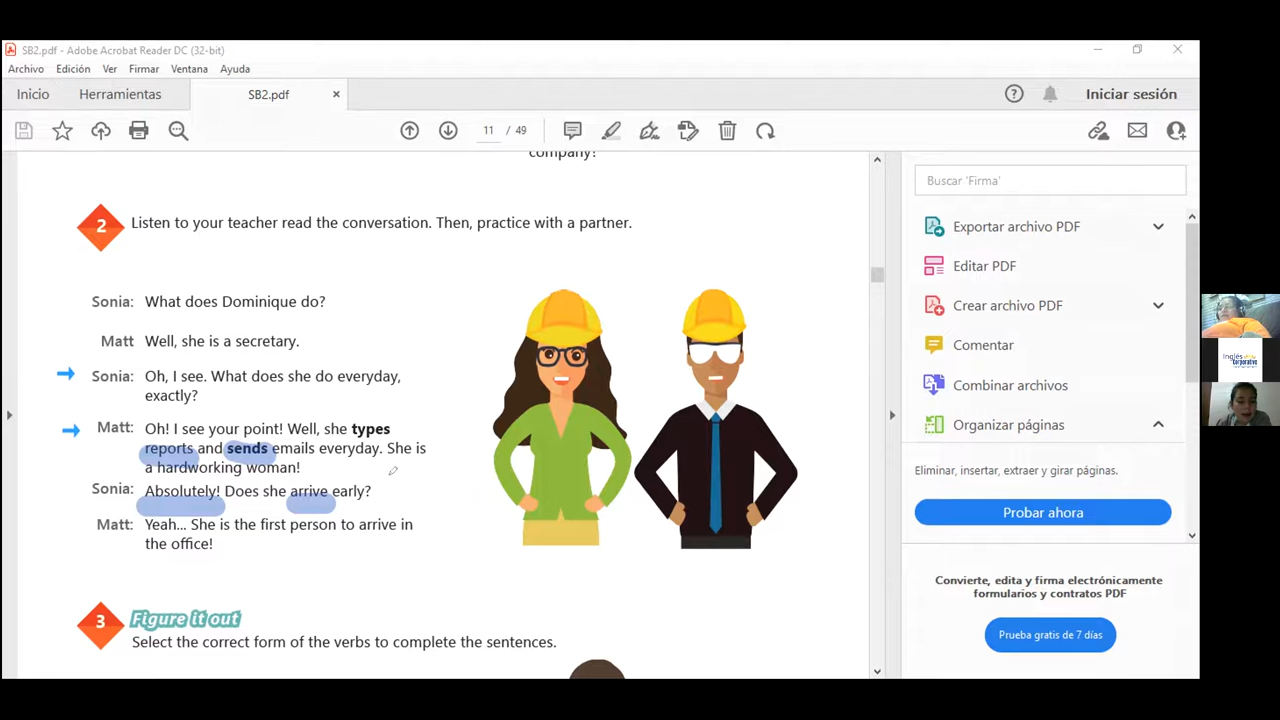 SB2.pdf - Adobe Acrobat Reader DC (32-bit)
Archivo Edición Ver Firmar Ventana Ayuda
Inicio Herramientas SB2.pdf × Iniciar sesión
11 / 49
company!
2 Listen to your teacher read the conversation. Then, practice with a partner.
Sonia: What does Dominique do?
Matt Well, she is a secretary.
Sonia: Oh, I see. What does she do everyday,
exactly?
Matt: Oh! I see your point! Well, she types
reports and sends emails everyday. She is
a hardworking woman!
Sonia: Absolutely! Does she arrive early?
Matt: Yeah... She is the first person to arrive in
the office!
3 Figure it out
Select the correct form of the verbs to complete the sentences.
Buscar 'Firma'
Exportar archivo PDF
Editar PDF
Crear archivo PDF
Comentar
Combinar archivos
Organizar páginas
Eliminar, insertar, extraer y girar páginas.
Probar ahora
Convierte, edita y firma electrónicamente
formularios y contratos PDF
Prueba gratis de 7 días
Inglés
Corporativo